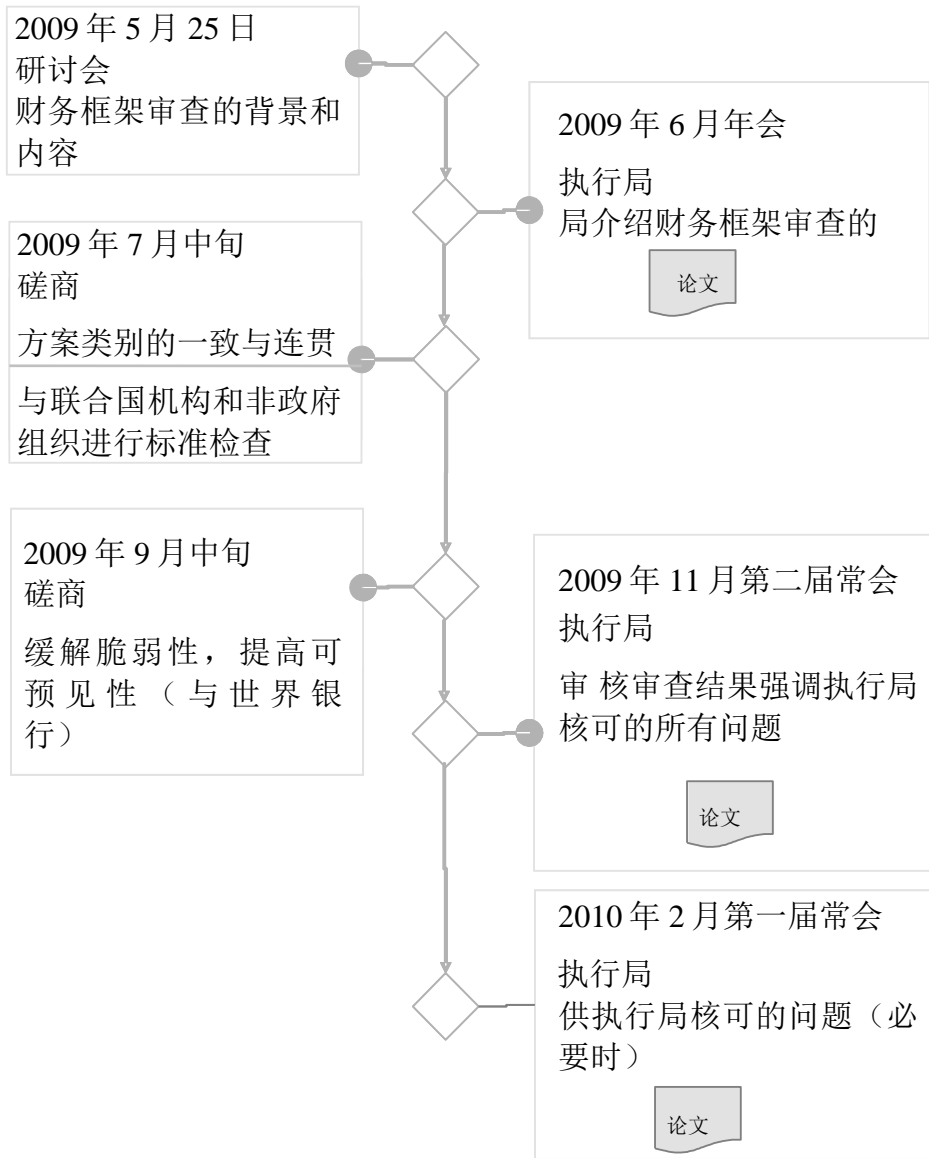 2009 年 5 月 25 日
研讨会
财务框架审查的背景和
内容
2009 年 6 月年会
执行局
局介绍财务框架审查的
论文
2009 年 7 月中旬
磋商
方案类别的一致与连贯
与联合国机构和非政府
组织进行标准检查
2009 年 9 月中旬
磋商
缓解脆弱性，提高可
预见性（与世界银
行）
2009 年 11 月第二届常会
执行局
审 核审查结果强调执行局
核可的所有问题
论文
2010 年 2 月第一届常会
执行局
供执行局核可的问题（必
要时）
论文